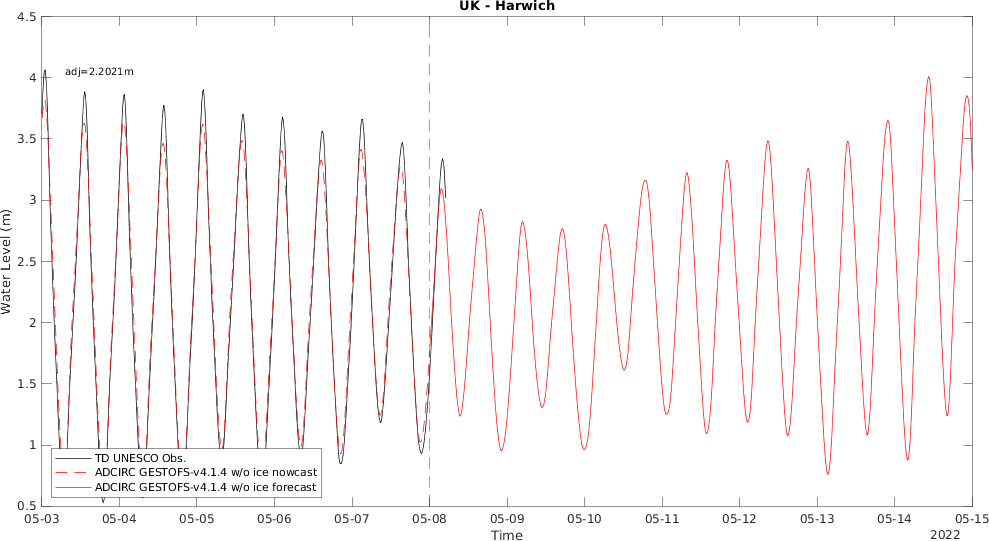 UK - Harwich
4.5
4
3.5
3
2.5
2
1.5
1
0.5
Water Level (m)
adj=2.2021m
TD UNESCO Obs.
ADCIRC GESTOFS-v4.1.4 w/o ice nowcast
ADCIRC GESTOFS-v4.1.4 w/o ice forecast
05-03 05-04 05-05 05-06 05-07 05-08 05-09 05-10 05-11 05-12 05-13 05-14 05-15
Time
2022